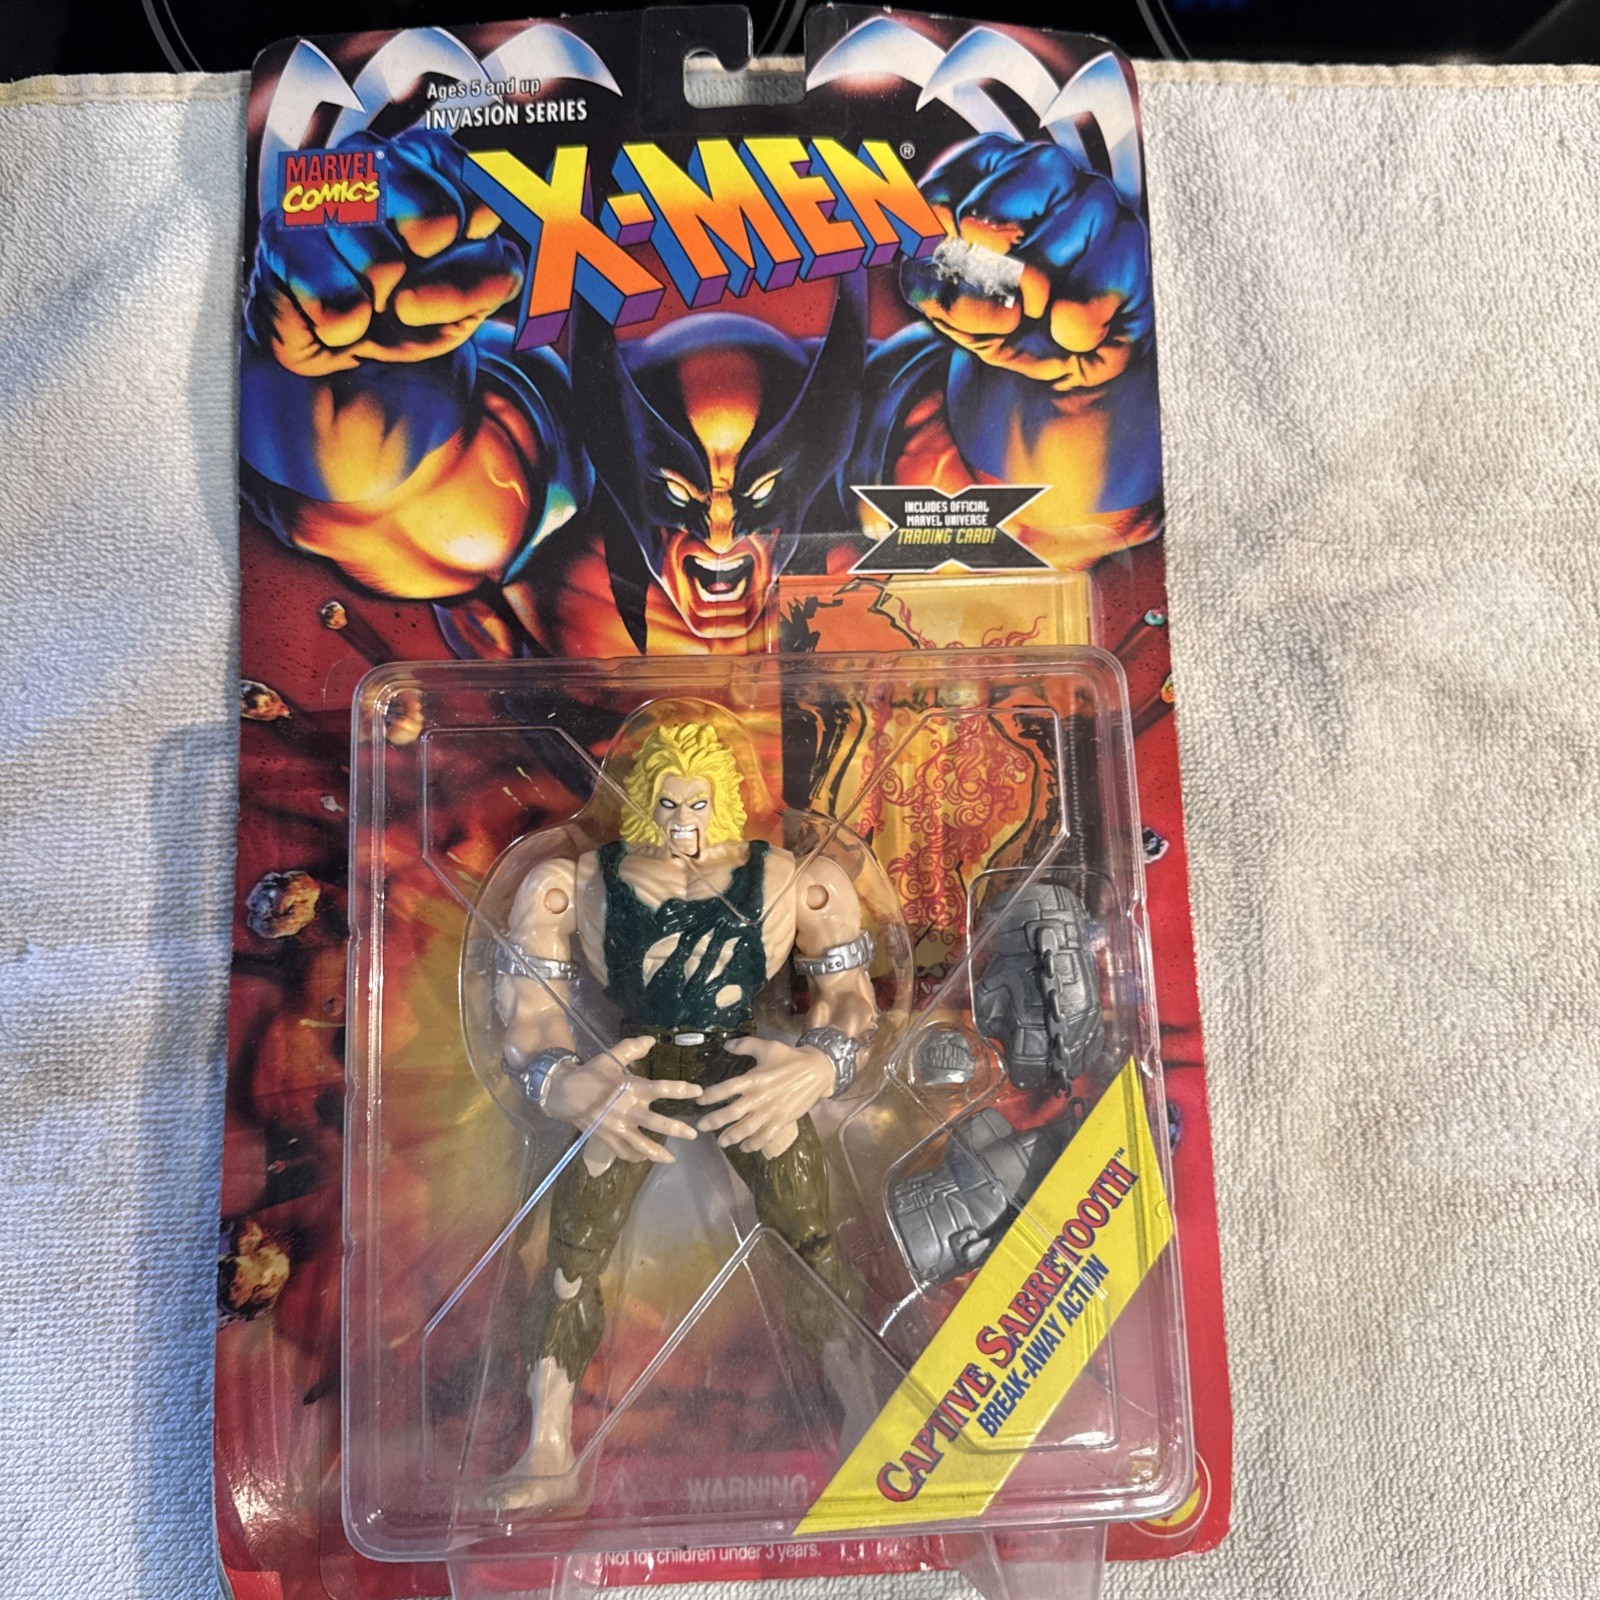 Ages 5 and up
INVASION SERIES
MARVEL®
COMICS
X-MEN®
INCLUDES OFFICIAL
MARVEL UNIVERSE
TRADING CARD!
CAPTIVE SABRETOOTH™
BREAK-AWAY ACTION
WARNING:
Not for children under 3 years.